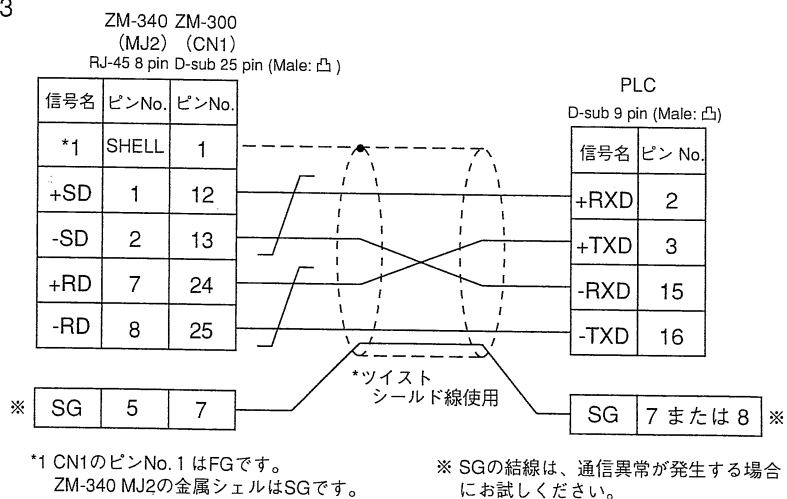 3
ZM-340 ZM-300
（MJ2）（CN1）
RJ-45 8 pin D-sub 25 pin (Male: 凸)
信号名 ピンNo. ピンNo.
*1 SHELL 1
+SD 1 12
-SD 2 13
+RD 7 24
-RD 8 25
※ SG 5 7
PLC
D-sub 9 pin (Male: 凸)
信号名 ピン No.
+RXD 2
+TXD 3
-RXD 15
-TXD 16
SG 7 または 8 ※
*ツイスト
シールド線使用
*1 CN1のピンNo. 1 はFGです。
ZM-340 MJ2の金属シェルはSGです。
※ SGの結線は、通信異常が発生する場合
にお試しください。